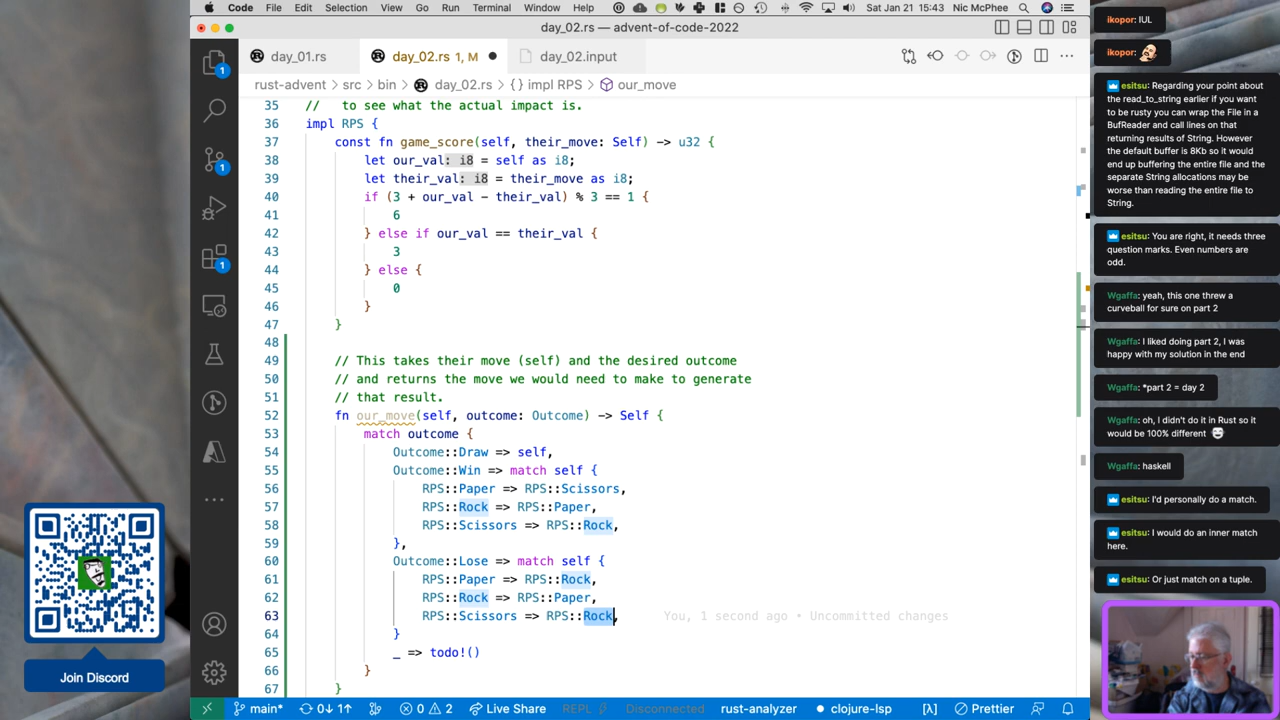 Code File Edit Selection View Go Run Terminal Window Help Sat Jan 21 15:43 Nic McPhee
day_02.rs — advent-of-code-2022
day_01.rs day_02.rs 1, M day_02.input
rust-advent > src > bin > day_02.rs > {} impl RPS > our_move
35 //   to see what the actual impact is.
36 impl RPS {
37 const fn game_score(self, their_move: Self) -> u32 {
38 let our_val: i8 = self as i8;
39 let their_val: i8 = their_move as i8;
40 if (3 + our_val - their_val) % 3 == 1 {
41 6
42 } else if our_val == their_val {
43 3
44 } else {
45 0
46 }
47 }
48
49 // This takes their move (self) and the desired outcome
50 // and returns the move we would need to make to generate
51 // that result.
52 fn our_move(self, outcome: Outcome) -> Self {
53 match outcome {
54 Outcome::Draw => self,
55 Outcome::Win => match self {
56 RPS::Paper => RPS::Scissors,
57 RPS::Rock => RPS::Paper,
58 RPS::Scissors => RPS::Rock,
59 },
60 Outcome::Lose => match self {
61 RPS::Paper => RPS::Rock,
62 RPS::Rock => RPS::Paper,
63 RPS::Scissors => RPS::Rock, You, 1 second ago • Uncommitted changes
64 }
65 _ => todo!()
66 }
67 }
main* 0↓ 1↑ 0 2 Live Share REPL Disconnected rust-analyzer clojure-lsp [λ] Prettier
1
1
1
Join Discord
ikopor: IUL
ikopor:
esitsu: Regarding your point about
the read_to_string earlier if you want
to be rusty you can wrap the File in a
BufReader and call lines on that
returning results of String. However
the default buffer is 8Kb so it would
end up buffering the entire file and the
separate String allocations may be
worse than reading the entire file to
String.
esitsu: You are right, it needs three
question marks. Even numbers are
odd.
Wgaffa: yeah, this one threw a
curveball for sure on part 2
Wgaffa: I liked doing part 2, I was
happy with my solution in the end
Wgaffa: *part 2 = day 2
Wgaffa: oh, I didn't do it in Rust so it
would be 100% different
Wgaffa: haskell
esitsu: I'd personally do a match.
esitsu: I would do an inner match
here.
esitsu: Or just match on a tuple.